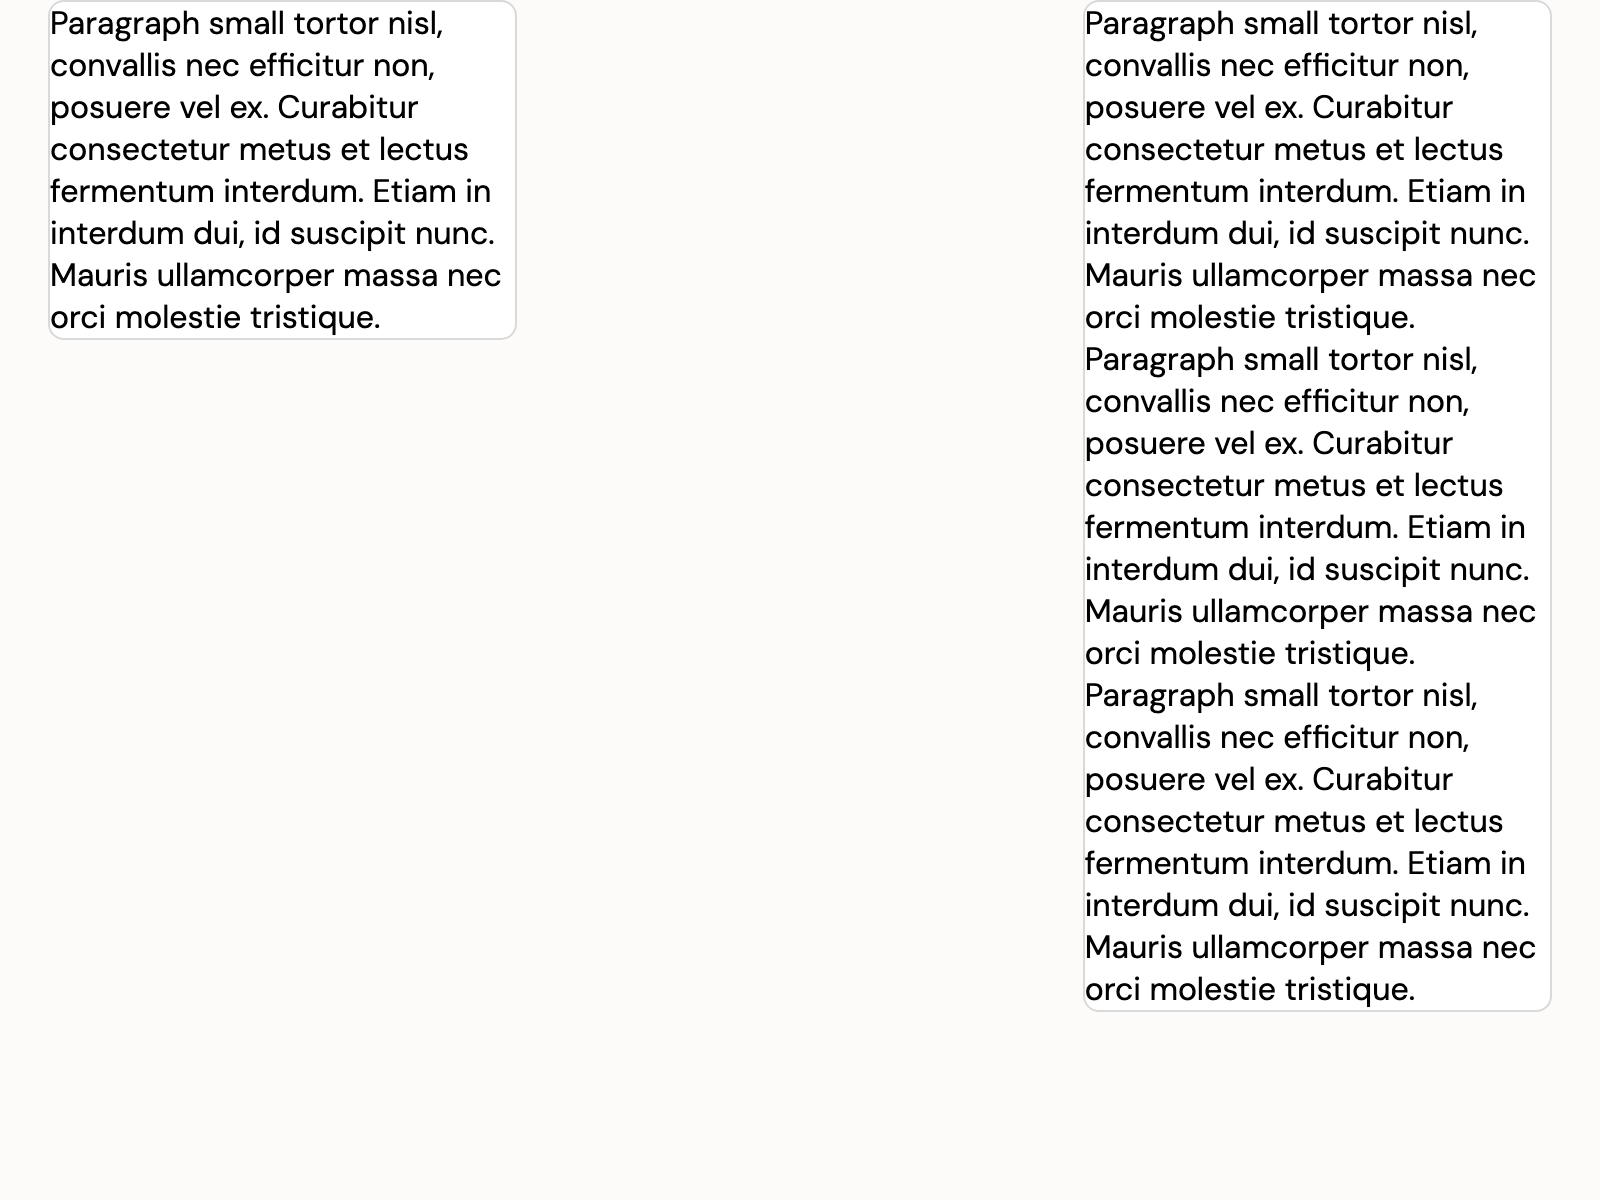 Paragraph small tortor nisl,
convallis nec efficitur non,
posuere vel ex. Curabitur
consectetur metus et lectus
fermentum interdum. Etiam in
interdum dui, id suscipit nunc.
Mauris ullamcorper massa nec
orci molestie tristique.
Paragraph small tortor nisl,
convallis nec efficitur non,
posuere vel ex. Curabitur
consectetur metus et lectus
fermentum interdum. Etiam in
interdum dui, id suscipit nunc.
Mauris ullamcorper massa nec
orci molestie tristique.
Paragraph small tortor nisl,
convallis nec efficitur non,
posuere vel ex. Curabitur
consectetur metus et lectus
fermentum interdum. Etiam in
interdum dui, id suscipit nunc.
Mauris ullamcorper massa nec
orci molestie tristique.
Paragraph small tortor nisl,
convallis nec efficitur non,
posuere vel ex. Curabitur
consectetur metus et lectus
fermentum interdum. Etiam in
interdum dui, id suscipit nunc.
Mauris ullamcorper massa nec
orci molestie tristique.